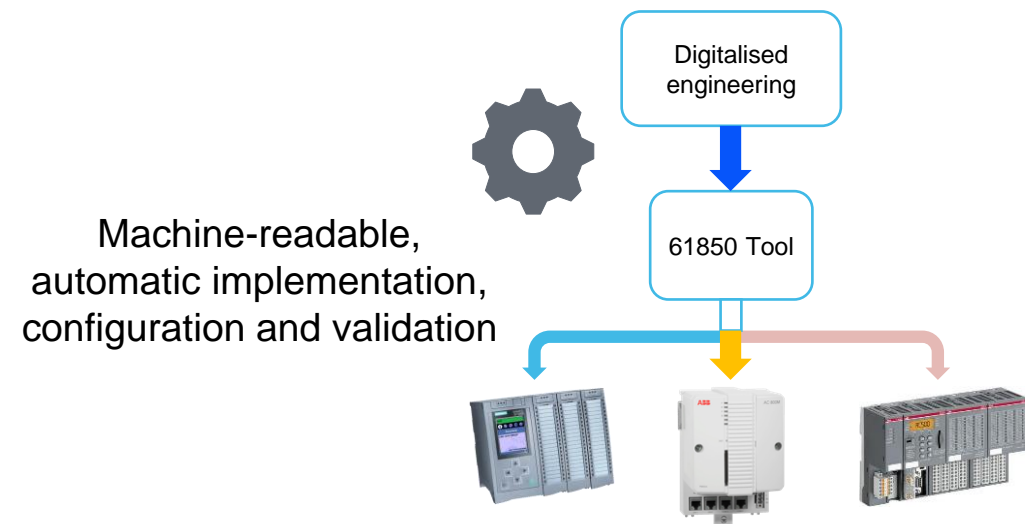 Digitalised
engineering
Machine-readable,
automatic implementation,
configuration and validation
61850 Tool
ABB